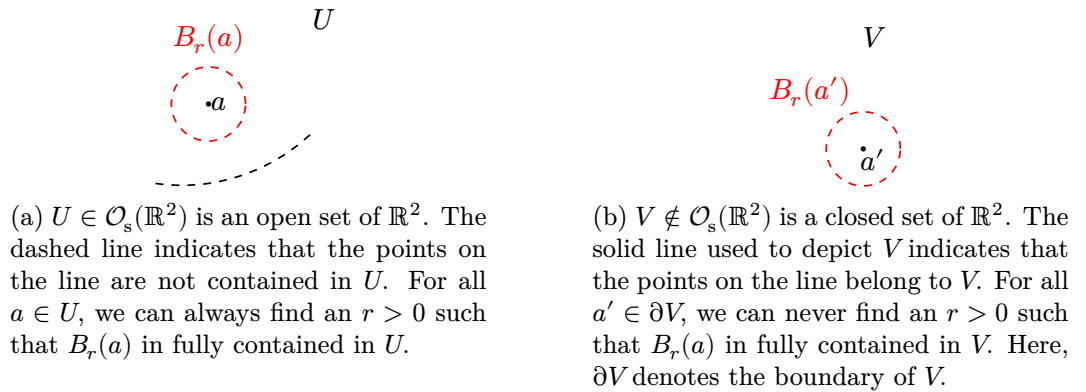 U
B_r(a)
a
V
B_r(a′)
a′
(a) U ∈ 𝒪ₛ(ℝ²) is an open set of ℝ². The
dashed line indicates that the points on
the line are not contained in U. For all
a ∈ U, we can always find an r > 0 such
that B_r(a) in fully contained in U.
(b) V ∉ 𝒪ₛ(ℝ²) is a closed set of ℝ². The
solid line used to depict V indicates that
the points on the line belong to V. For all
a′ ∈ ∂V, we can never find an r > 0 such
that B_r(a) in fully contained in V. Here,
∂V denotes the boundary of V.